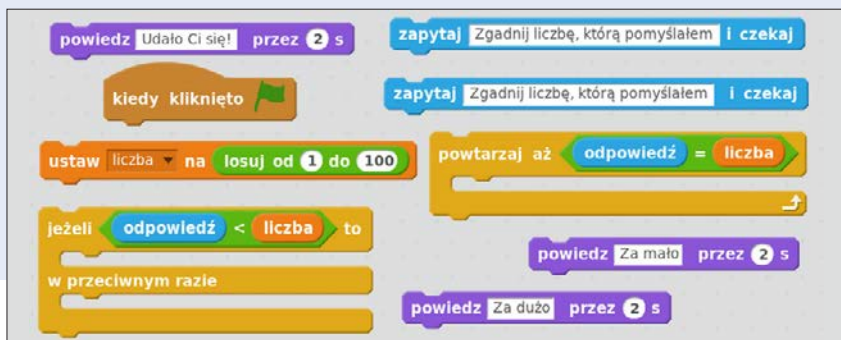 powiedz Udało Ci się! przez 2 s
zapytaj Zgadnij liczbę, którą pomyślałem i czekaj
kiedy kliknięto
zapytaj Zgadnij liczbę, którą pomyślałem i czekaj
ustaw liczba na losuj od 1 do 100
powtarzaj aż odpowiedź = liczba
jeżeli odpowiedź < liczba to
w przeciwnym razie
powiedz Za mało przez 2 s
powiedz Za dużo przez 2 s